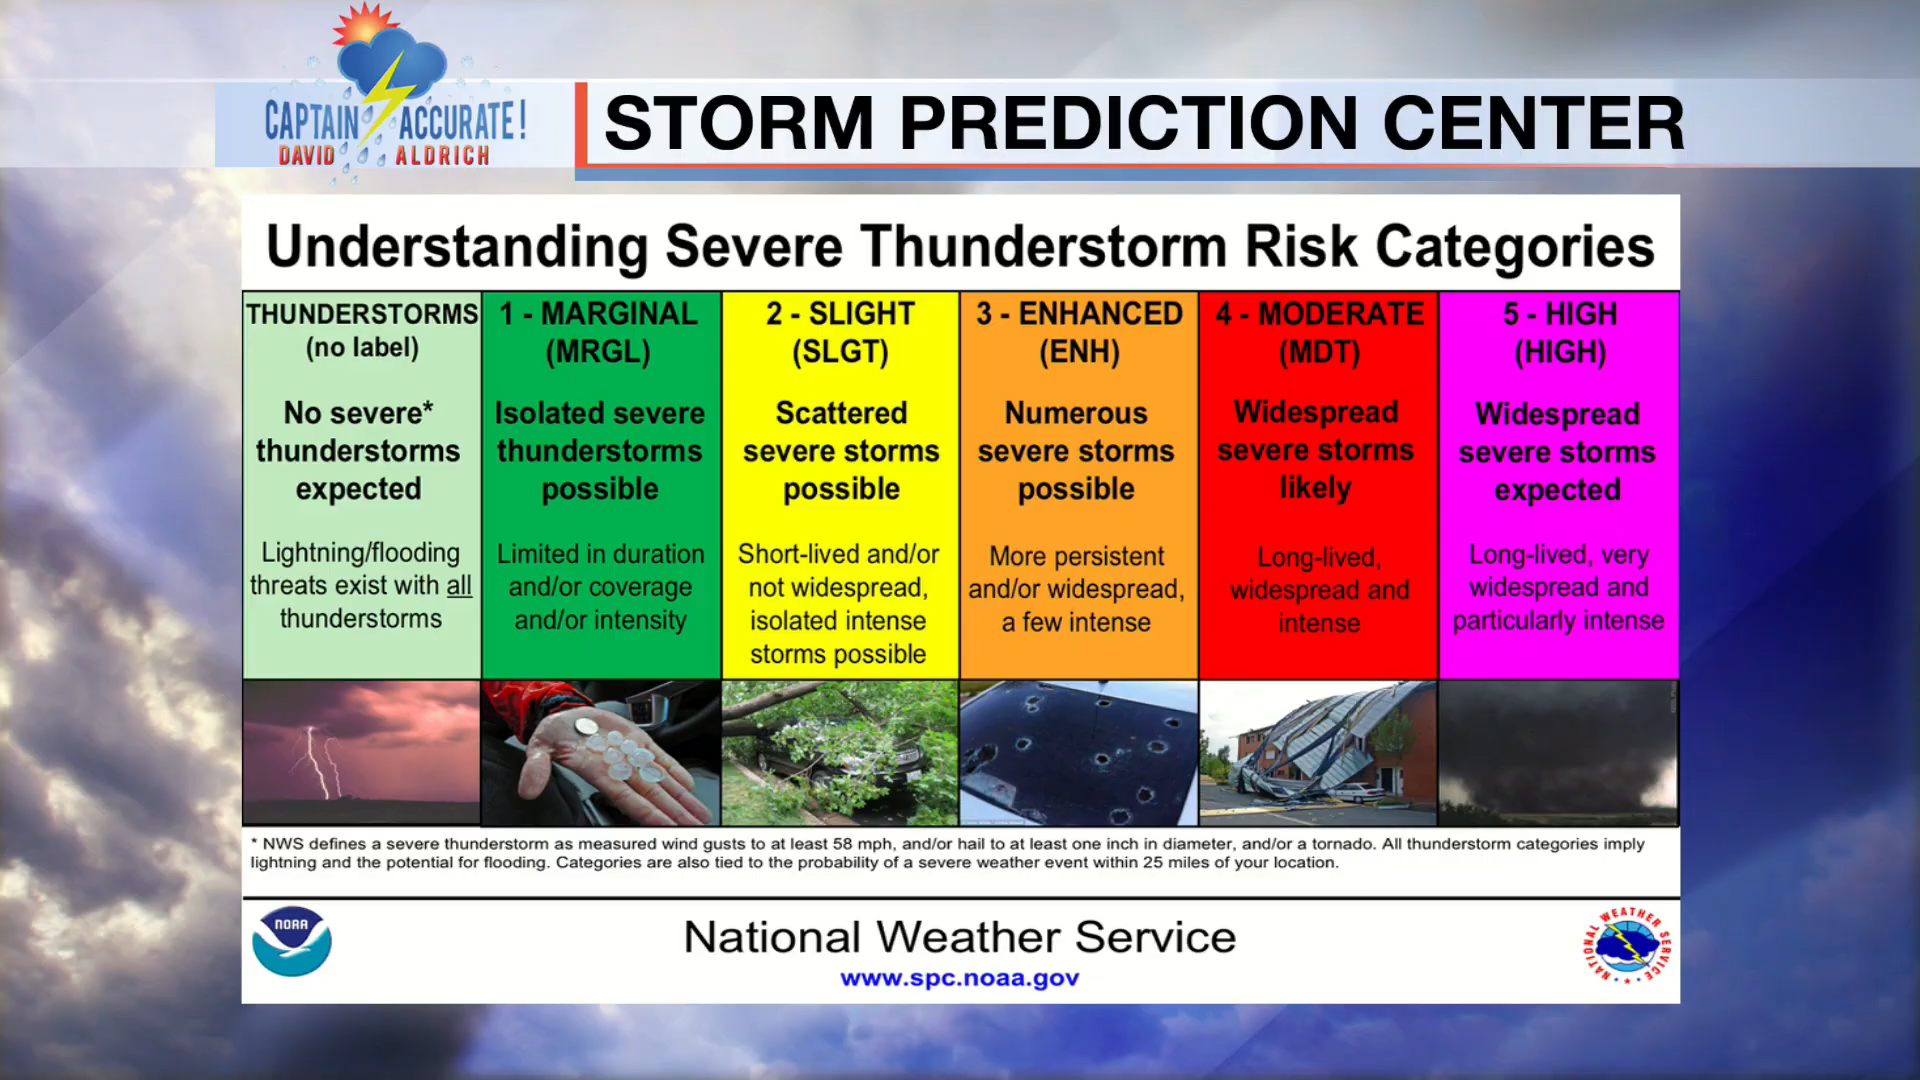 CAPTAIN ACCURATE!
DAVID ALDRICH
STORM PREDICTION CENTER
Understanding Severe Thunderstorm Risk Categories
THUNDERSTORMS
(no label)
No severe*
thunderstorms
expected
Lightning/flooding
threats exist with all
thunderstorms
1 - MARGINAL
(MRGL)
Isolated severe
thunderstorms
possible
Limited in duration
and/or coverage
and/or intensity
2 - SLIGHT
(SLGT)
Scattered
severe storms
possible
Short-lived and/or
not widespread,
isolated intense
storms possible
3 - ENHANCED
(ENH)
Numerous
severe storms
possible
More persistent
and/or widespread,
a few intense
4 - MODERATE
(MDT)
Widespread
severe storms
likely
Long-lived,
widespread and
intense
5 - HIGH
(HIGH)
Widespread
severe storms
expected
Long-lived, very
widespread and
particularly intense
* NWS defines a severe thunderstorm as measured wind gusts to at least 58 mph, and/or hail to at least one inch in diameter, and/or a tornado. All thunderstorm categories imply
lightning and the potential for flooding. Categories are also tied to the probability of a severe weather event within 25 miles of your location.
NOAA
National Weather Service
www.spc.noaa.gov
NATIONAL WEATHER SERVICE